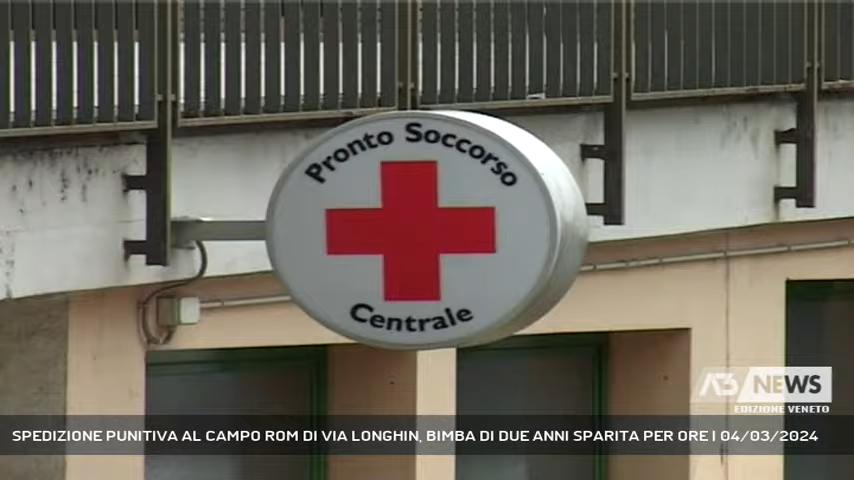 Pronto Soccorso
Centrale
A3 NEWS
EDIZIONE VENETO
SPEDIZIONE PUNITIVA AL CAMPO ROM DI VIA LONGHIN, BIMBA DI DUE ANNI SPARITA PER ORE | 04/03/2024